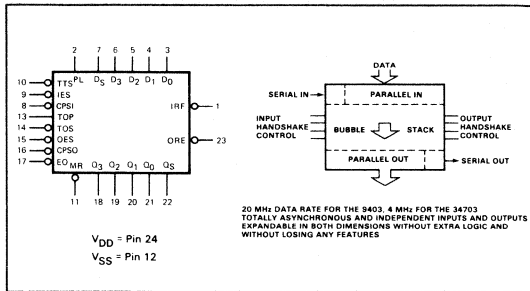 2 7 6 5 4 3
PL DS D3 D2 D1 D0
10 TTS
9 IES
8 CPSI
13 TOP
14 TOS
15 OES
16 CPSO
17 EO
IRF 1
ORE 23
MR Q3 Q2 Q1 Q0 QS
11 18 19 20 21 22
VDD = Pin 24
VSS = Pin 12
DATA
SERIAL IN
PARALLEL IN
INPUT
HANDSHAKE
CONTROL
BUBBLE STACK
OUTPUT
HANDSHAKE
CONTROL
PARALLEL OUT
SERIAL OUT
20 MHz DATA RATE FOR THE 9403, 4 MHz FOR THE 34703
TOTALLY ASYNCHRONOUS AND INDEPENDENT INPUTS AND OUTPUTS
EXPANDABLE IN BOTH DIMENSIONS WITHOUT EXTRA LOGIC AND
WITHOUT LOSING ANY FEATURES